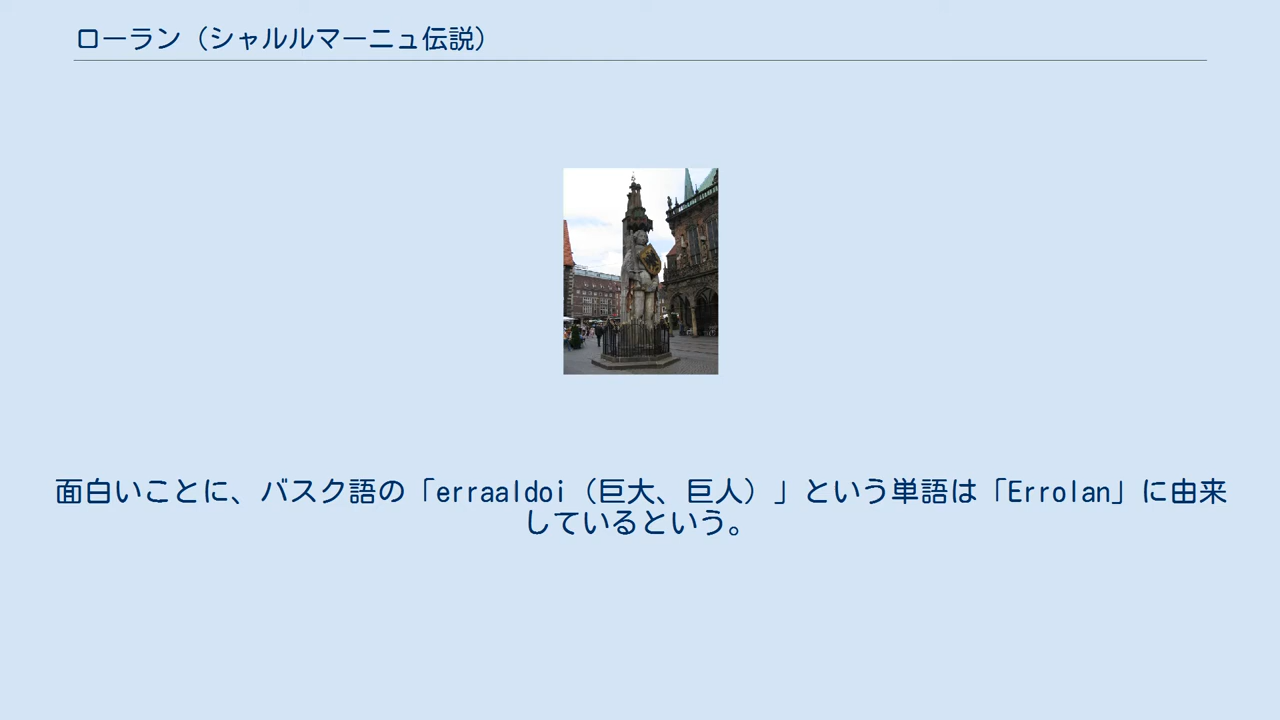 ローラン（シャルルマーニュ伝説）
面白いことに、バスク語の「erraaldoi（巨大、巨人）」という単語は「Errolan」に由来
しているという。